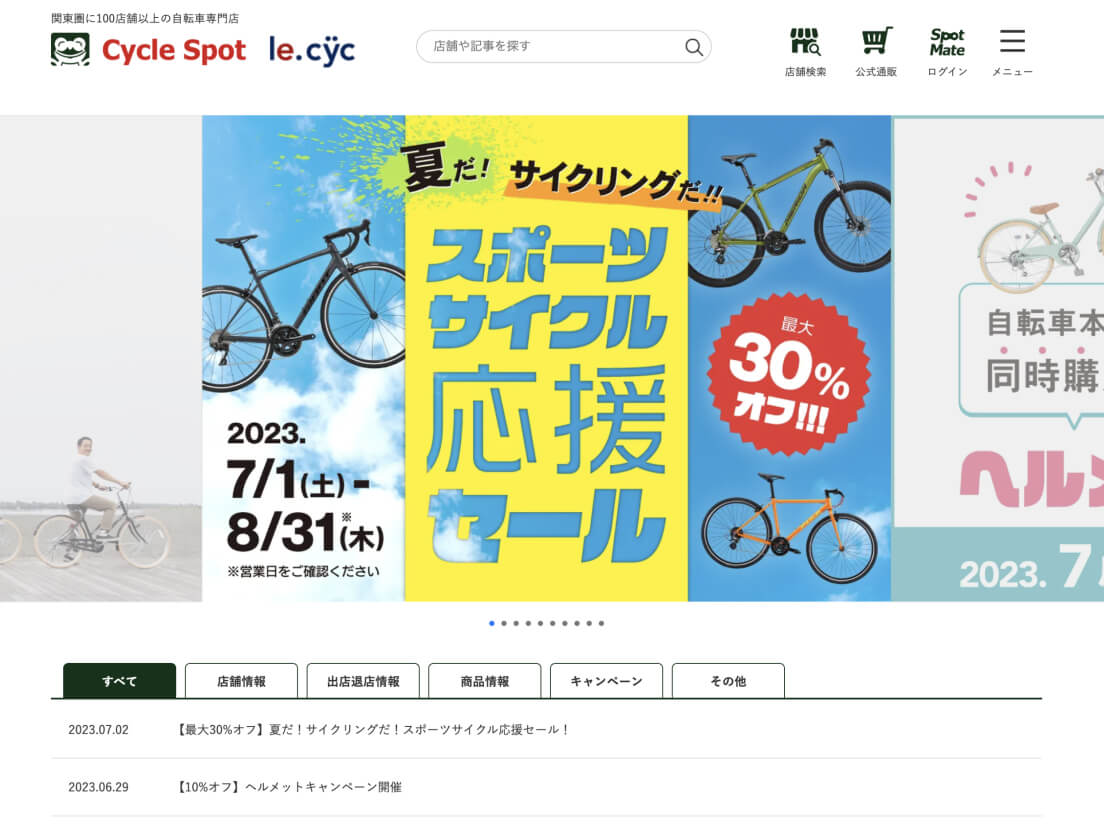 関東圏に100店舗以上の自転車専門店
Cycle Spot le.cÿc
店舗や記事を探す
店舗検索
公式通販
Spot
Mate
ログイン
メニュー
夏だ! サイクリングだ!!
スポーツ
サイクル
応援
セール
2023.
7/1(土) -
8/31※(木)
※営業日をご確認ください
最大
30%
オフ!!!
自転車本
同時購
ヘルメ
2023. 7
すべて
店舗情報
出店退店情報
商品情報
キャンペーン
その他
2023.07.02 【最大30%オフ】夏だ！サイクリングだ！スポーツサイクル応援セール！
2023.06.29 【10%オフ】ヘルメットキャンペーン開催